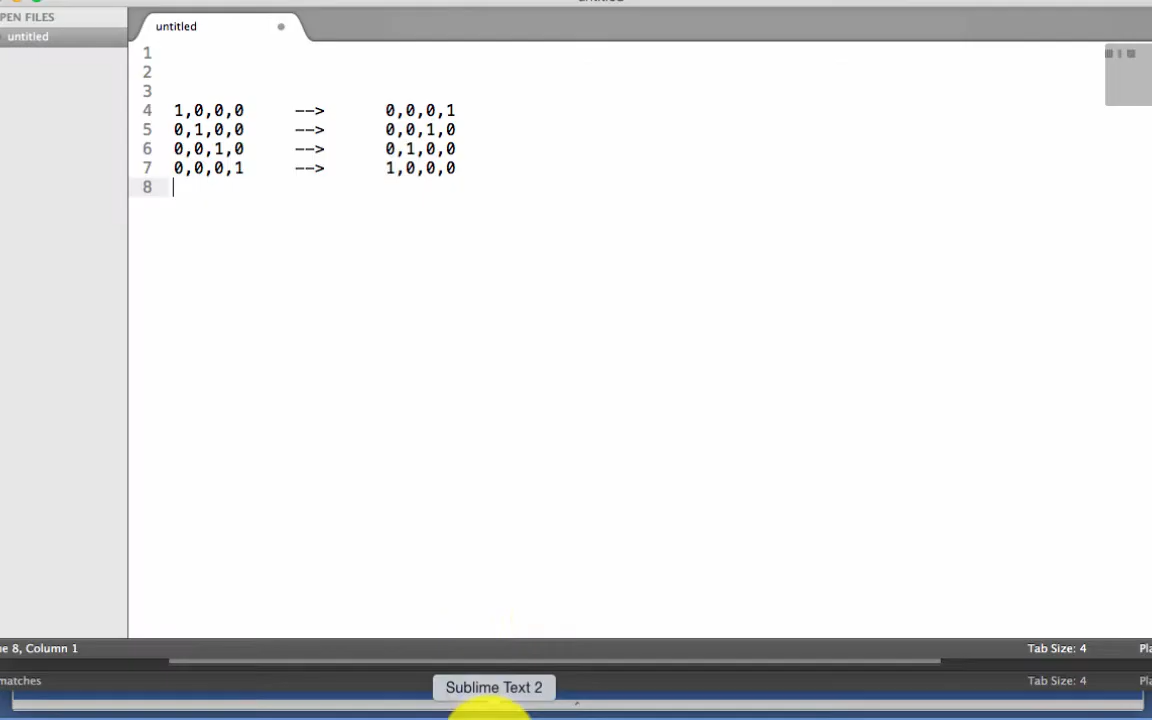 untitled
PEN FILES
untitled
untitled
1
2
3
4 1,0,0,0 --> 0,0,0,1
5 0,1,0,0 --> 0,0,1,0
6 0,0,1,0 --> 0,1,0,0
7 0,0,0,1 --> 1,0,0,0
8
e 8, Column 1 Tab Size: 4 Pla
matches Tab Size: 4 Pl
Sublime Text 2